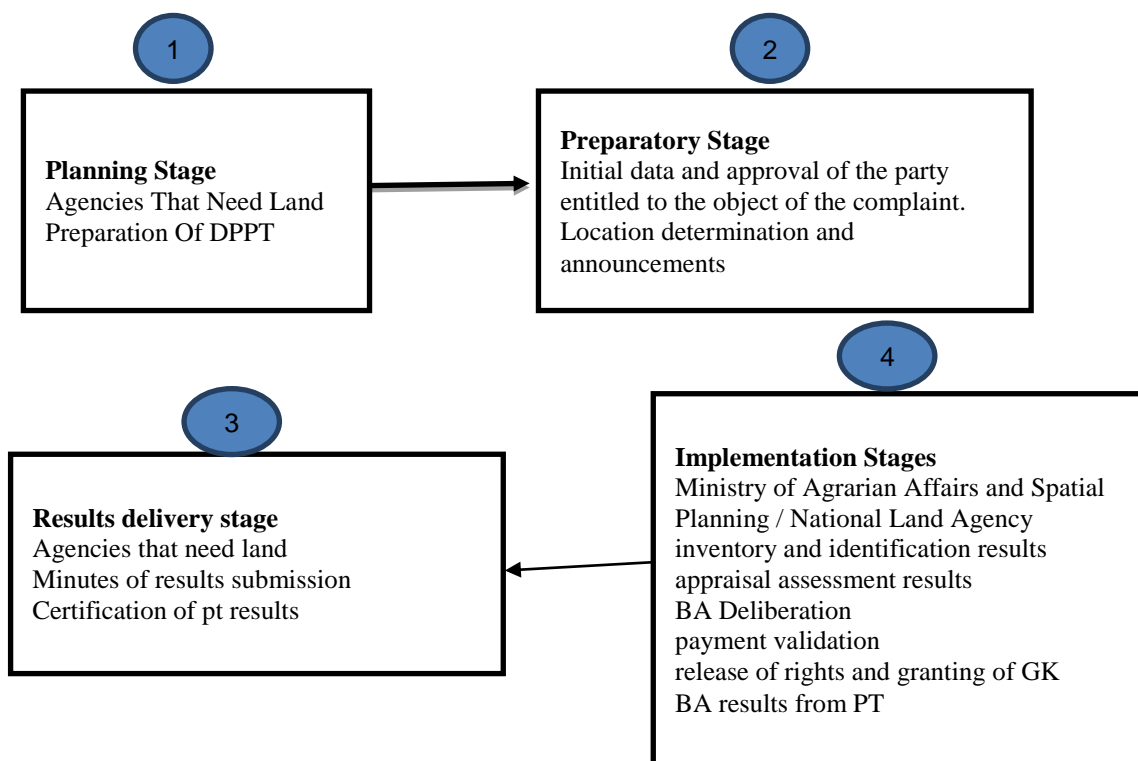 1
Planning Stage
Agencies That Need Land
Preparation Of DPPT
2
Preparatory Stage
Initial data and approval of the party
entitled to the object of the complaint.
Location determination and
announcements
3
Results delivery stage
Agencies that need land
Minutes of results submission
Certification of pt results
4
Implementation Stages
Ministry of Agrarian Affairs and Spatial
Planning / National Land Agency
inventory and identification results
appraisal assessment results
BA Deliberation
payment validation
release of rights and granting of GK
BA results from PT